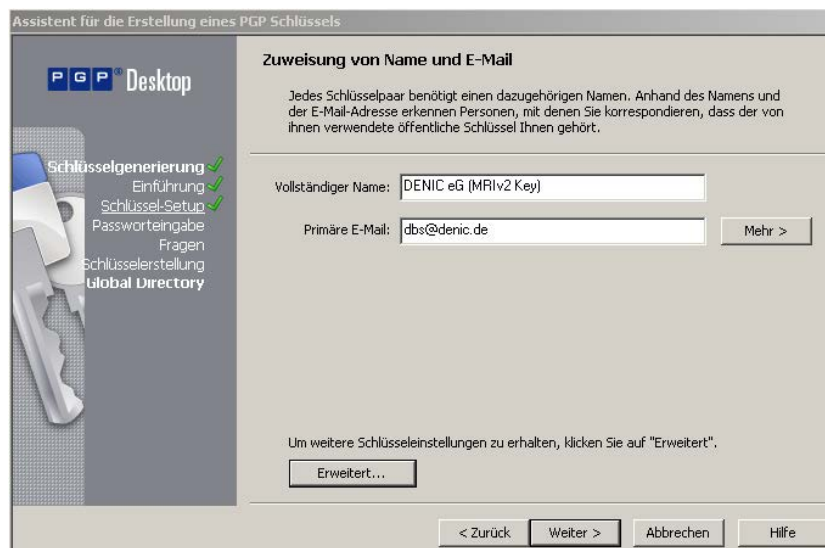 Assistent für die Erstellung eines PGP Schlüssels
PGP® Desktop
Schlüsselgenerierung
Einführung
Schlüssel-Setup
Passworteingabe
Fragen
Schlüsselerstellung
Global Directory
Zuweisung von Name und E-Mail
Jedes Schlüsselpaar benötigt einen dazugehörigen Namen. Anhand des Namens und
der E-Mail-Adresse erkennen Personen, mit denen Sie korrespondieren, dass der von
ihnen verwendete öffentliche Schlüssel Ihnen gehört.
Vollständiger Name: DENIC eG (MRIv2 Key)
Primäre E-Mail: dbs@denic.de Mehr >
Um weitere Schlüsseleinstellungen zu erhalten, klicken Sie auf "Erweitert".
Erweitert...
< Zurück Weiter > Abbrechen Hilfe